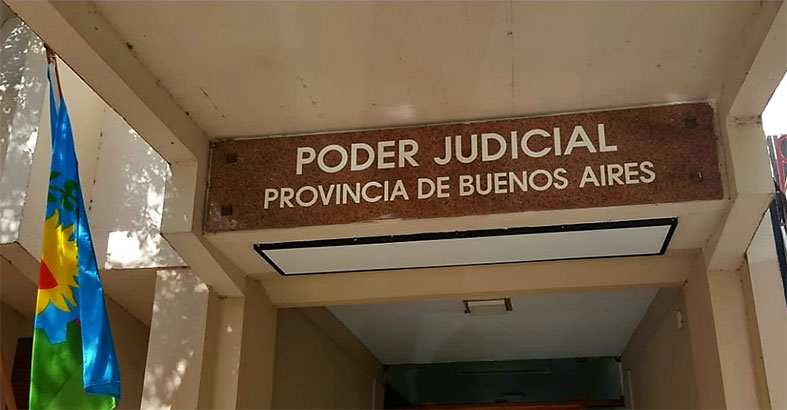 PODER JUDICIAL
PROVINCIA DE BUENOS AIRES